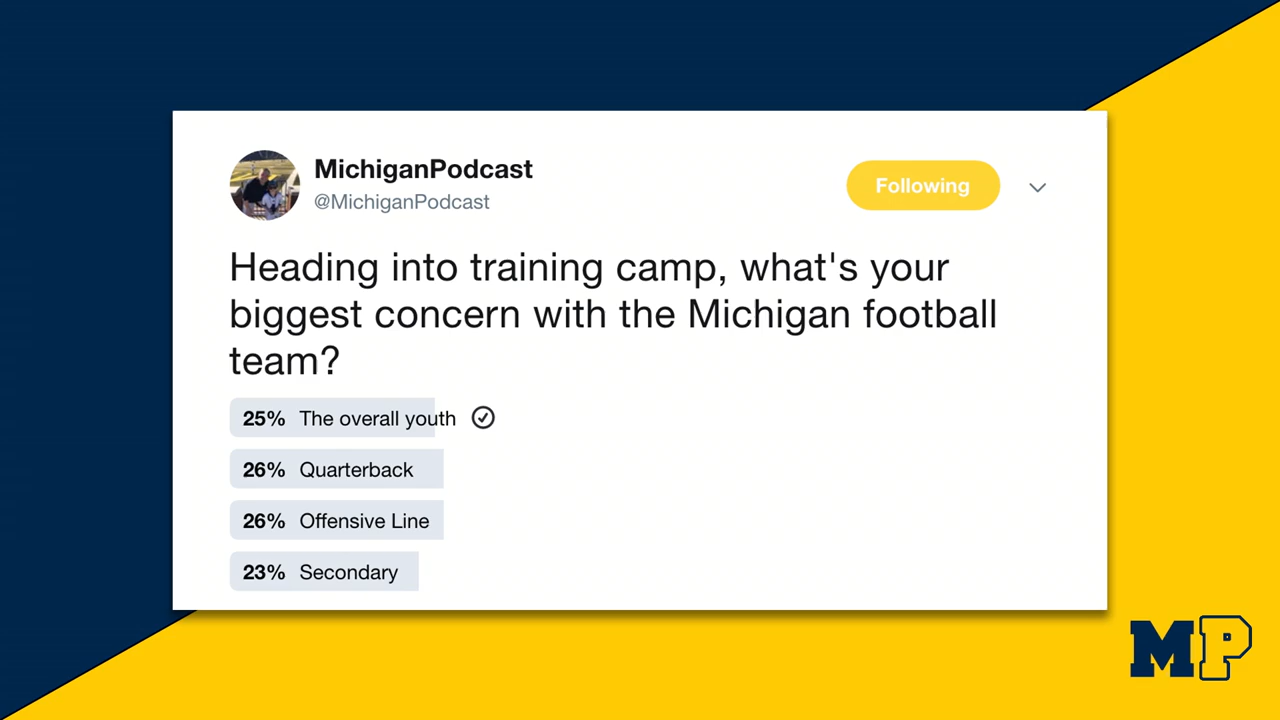 MichiganPodcast
@MichiganPodcast
Following
Heading into training camp, what's your
biggest concern with the Michigan football
team?
25% The overall youth
26% Quarterback
26% Offensive Line
23% Secondary
MP